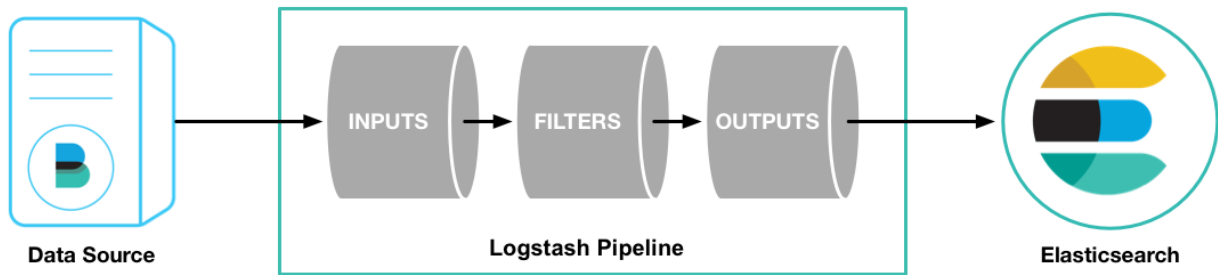 INPUTS
FILTERS
OUTPUTS
Data Source
Logstash Pipeline
Elasticsearch